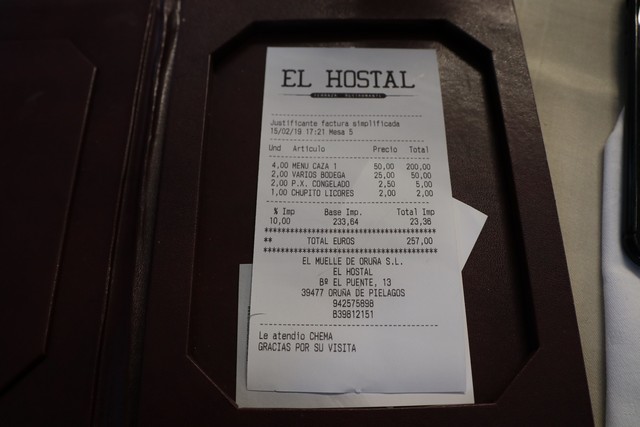 EL HOSTAL
TERRAZA RESTAURANTE
Justificante factura simplificada
15/02/19 17:21 Mesa 5
Und Artículo Precio Total
4,00 MENU CAZA 1 50,00 200,00
2,00 VARIOS BODEGA 25,00 50,00
2,00 P.X. CONGELADO 2,50 5,00
1,00 CHUPITO LICORES 2,00 2,00
% Imp Base Imp. Total Imp
10,00 233,64 23,36
** TOTAL EUROS 257,00
EL MUELLE DE ORUÑA S.L.
EL HOSTAL
Bº EL PUENTE, 13
39477 ORUÑA DE PIELAGOS
942575898
B39812151
Le atendio CHEMA
GRACIAS POR SU VISITA